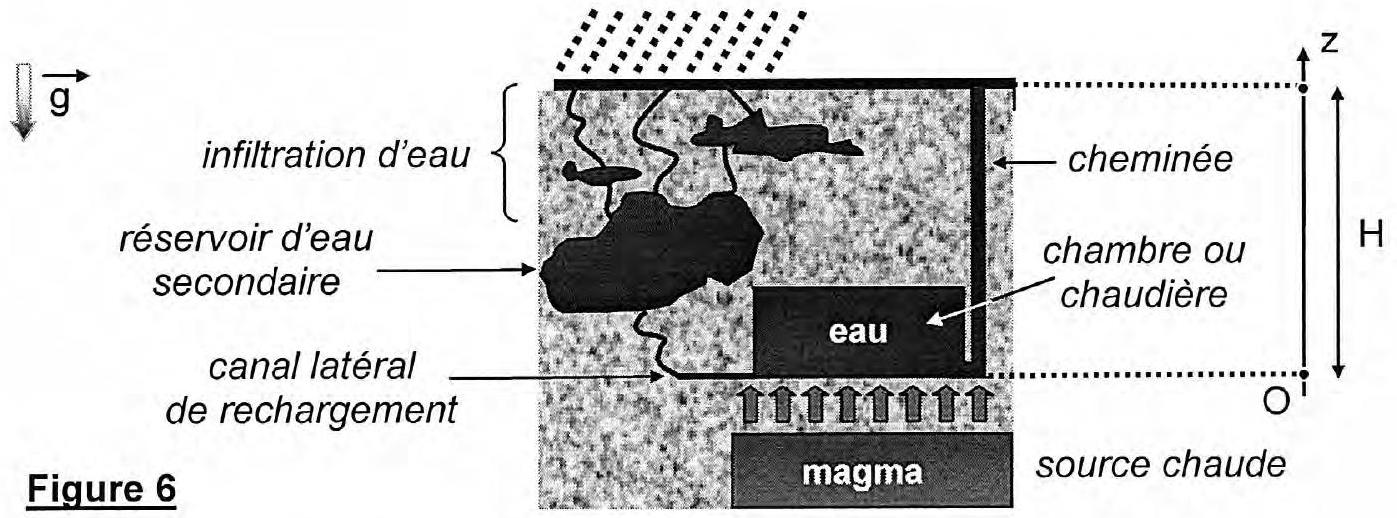 z
g
infiltration d'eau
cheminée
réservoir d'eau
secondaire
H
chambre ou
chaudière
eau
canal latéral
de rechargement
O
magma
source chaude
Figure 6